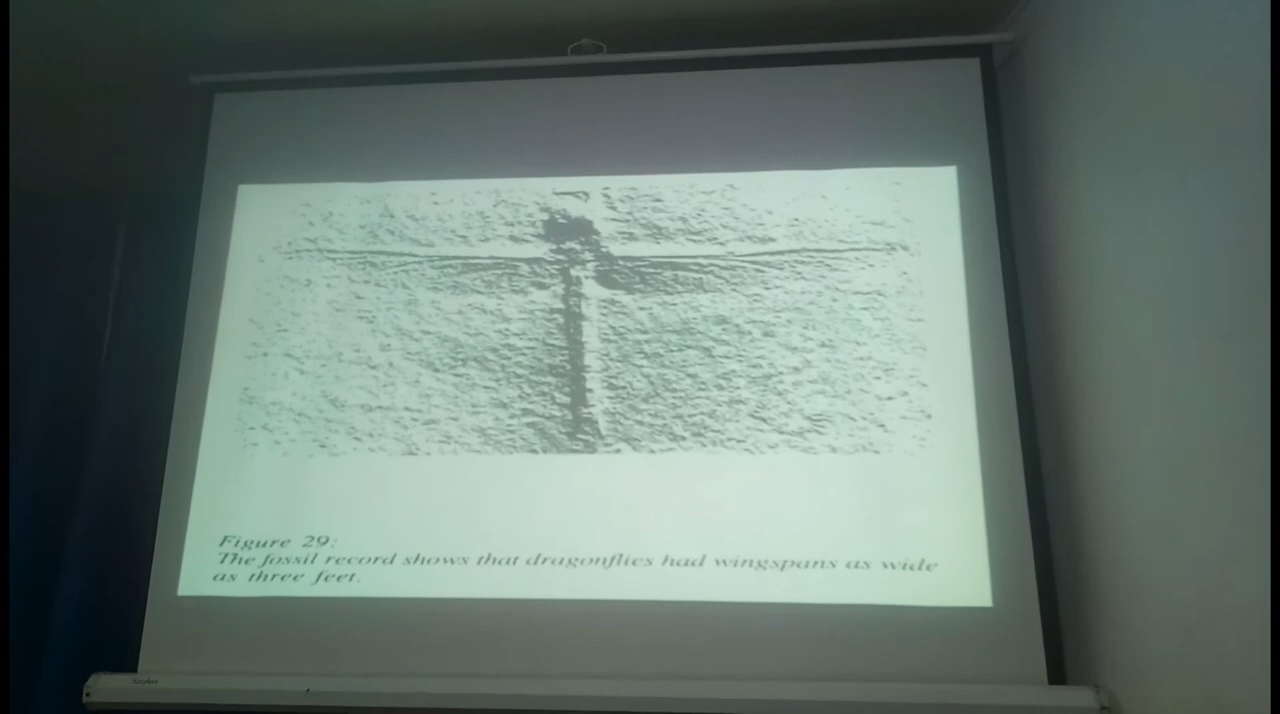 Figure 29:
The fossil record shows that dragonflies had wingspans as wide
as three feet.